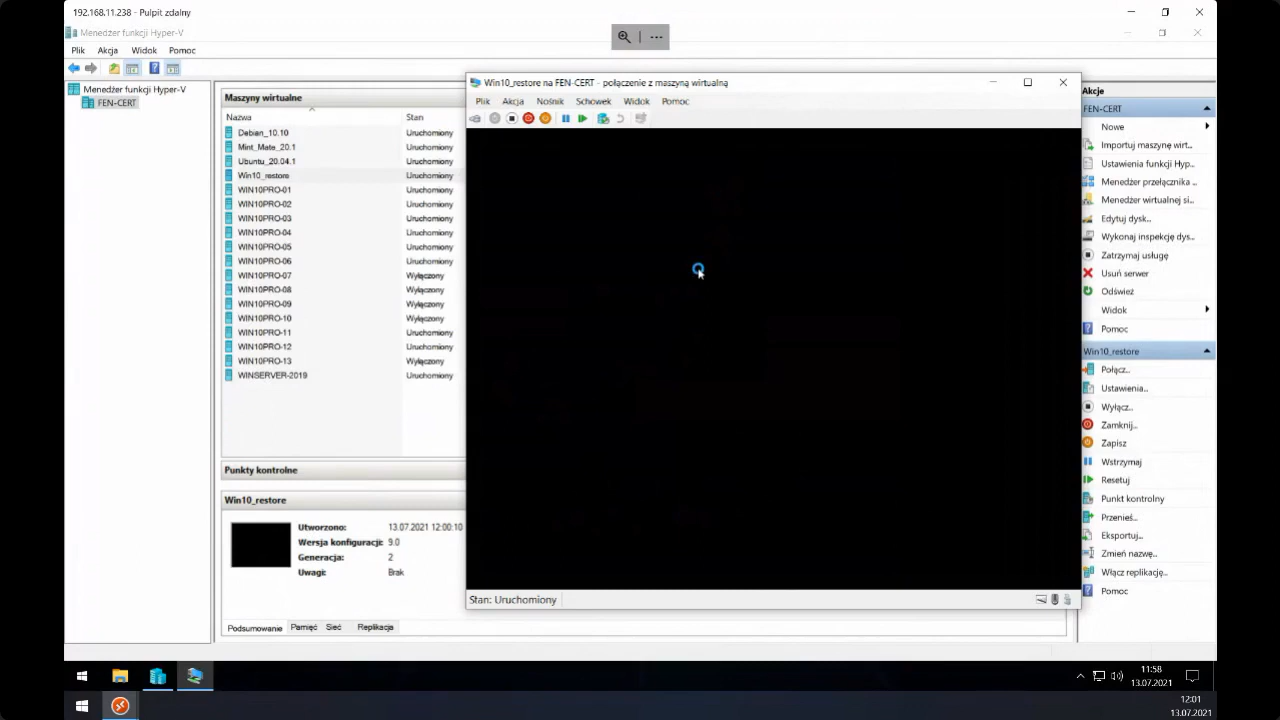 192.168.11.238 - Pulpit zdalny
Menedżer funkcji Hyper-V
Plik Akcja Widok Pomoc
Menedżer funkcji Hyper-V
FEN-CERT
Maszyny wirtualne
Nazwa Stan
Debian_10.10 Uruchomiony
Mint_Mate_20.1 Uruchomiony
Ubuntu_20.04.1 Uruchomiony
Win10_restore Uruchomiony
WIN10PRO-01 Uruchomiony
WIN10PRO-02 Uruchomiony
WIN10PRO-03 Uruchomiony
WIN10PRO-04 Uruchomiony
WIN10PRO-05 Uruchomiony
WIN10PRO-06 Uruchomiony
WIN10PRO-07 Wyłączony
WIN10PRO-08 Wyłączony
WIN10PRO-09 Wyłączony
WIN10PRO-10 Wyłączony
WIN10PRO-11 Uruchomiony
WIN10PRO-12 Uruchomiony
WIN10PRO-13 Wyłączony
WINSERVER-2019 Uruchomiony
Punkty kontrolne
Win10_restore
Utworzono: 13.07.2021 12:00:10
Wersja konfiguracji: 9.0
Generacja: 2
Uwagi: Brak
Podsumowanie Pamięć Sieć Replikacja
Win10_restore na FEN-CERT - połączenie z maszyną wirtualną
Plik Akcja Nośnik Schowek Widok Pomoc
Stan: Uruchomiony
Akcje
FEN-CERT
Nowe
Importuj maszynę wirt...
Ustawienia funkcji Hyp...
Menedżer przełącznika ...
Menedżer wirtualnej si...
Edytuj dysk...
Wykonaj inspekcję dys...
Zatrzymaj usługę
Usuń serwer
Odśwież
Widok
Pomoc
Win10_restore
Połącz...
Ustawienia...
Wyłącz...
Zamknij...
Zapisz
Wstrzymaj
Resetuj
Punkt kontrolny
Przenieś...
Eksportuj...
Zmień nazwę...
Włącz replikację...
Pomoc
11:58
13.07.2021
12:01
13.07.2021